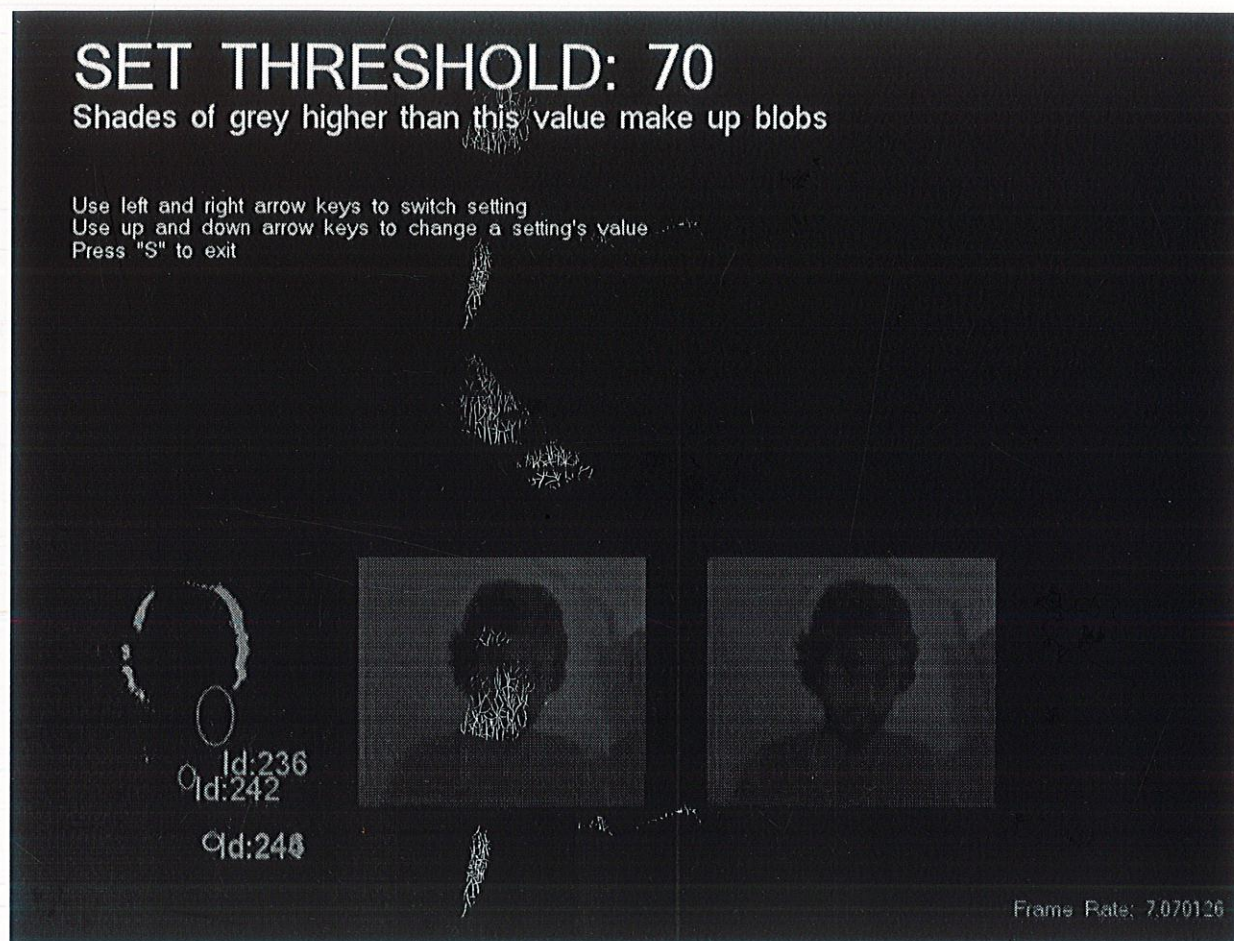 SET THRESHOLD: 70
Shades of grey higher than this value make up blobs
Use left and right arrow keys to switch setting
Use up and down arrow keys to change a setting's value
Press "S" to exit
Id:236
Id:242
Frame Rate: 7.070126